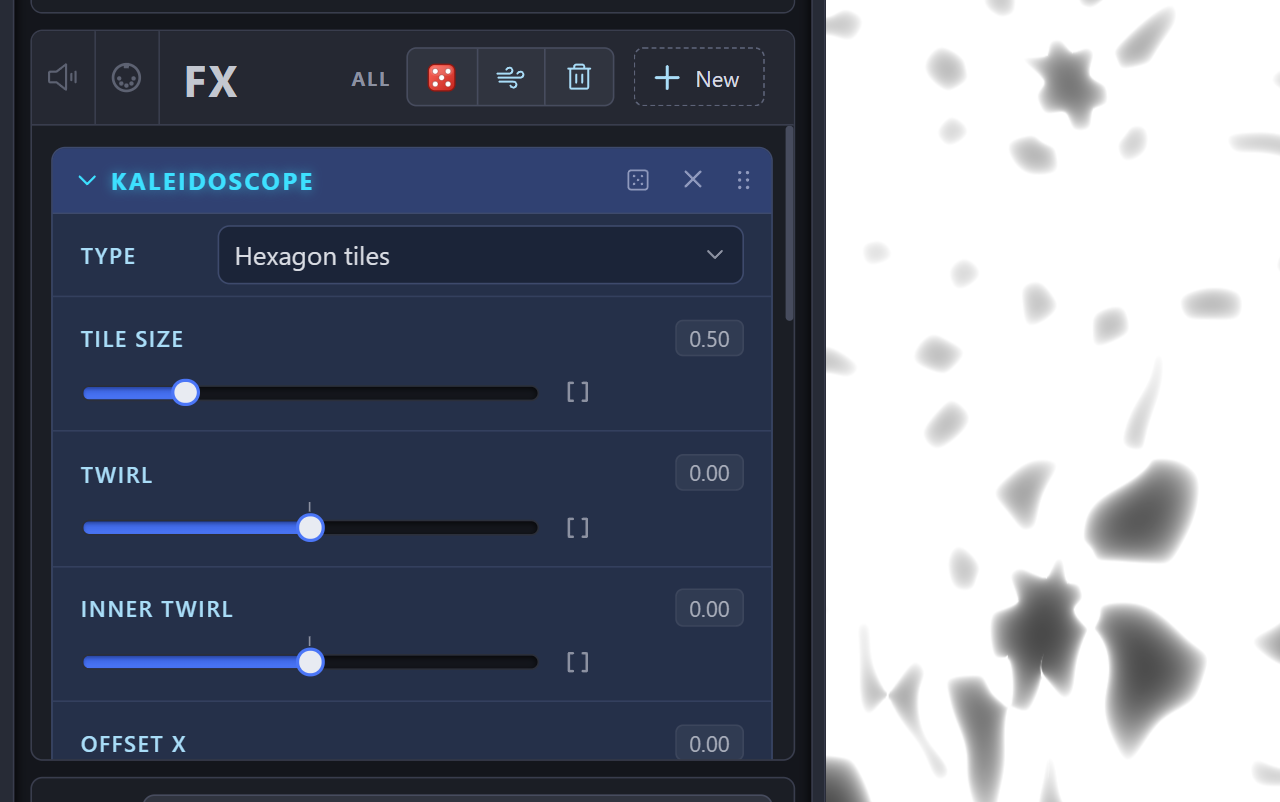 FX ALL New
KALEIDOSCOPE
TYPE Hexagon tiles
TILE SIZE 0.50
TWIRL 0.00
INNER TWIRL 0.00
OFFSET X 0.00